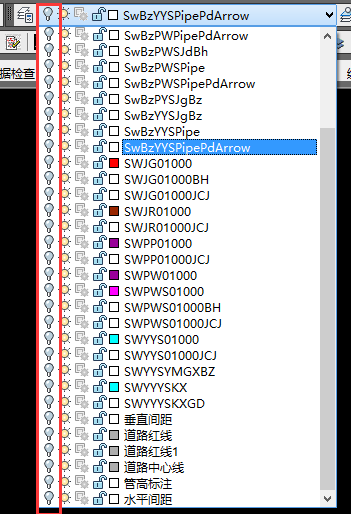 SwBzYYSPipePdArrow
SwBzPWPipePdArrow
SwBzPWSJdBh
SwBzPWSPipe
SwBzPWSPipePdArrow
SwBzPYSJgBz
SwBzYYSJgBz
SwBzYYSPipe
SwBzYYSPipePdArrow
SWJG01000
SWJG01000BH
SWJG01000JCJ
SWJR01000
SWJR01000JCJ
SWPP01000
SWPP01000JCJ
SWPW01000
SWPWS01000
SWPWS01000BH
SWPWS01000JCJ
SWYYS01000
SWYYS01000JCJ
SWYYSYMGXBZ
SWYYYSKX
SWYYYSKXGD
垂直间距
道路红线
道路红线1
道路中心线
管高标注
水平间距
据检查